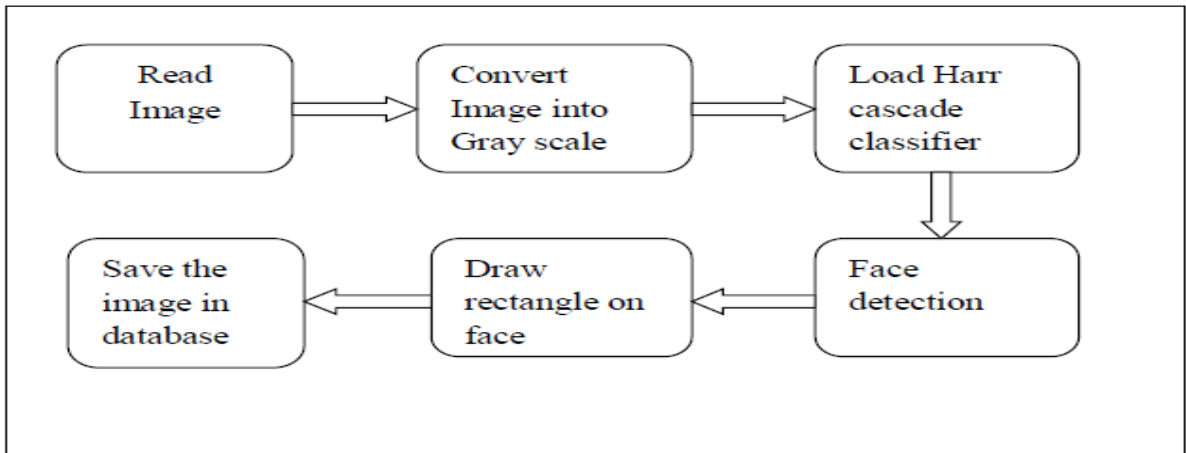 Read
Image
Convert
Image into
Gray scale
Load Harr
cascade
classifier
Face
detection
Draw
rectangle on
face
Save the
image in
database